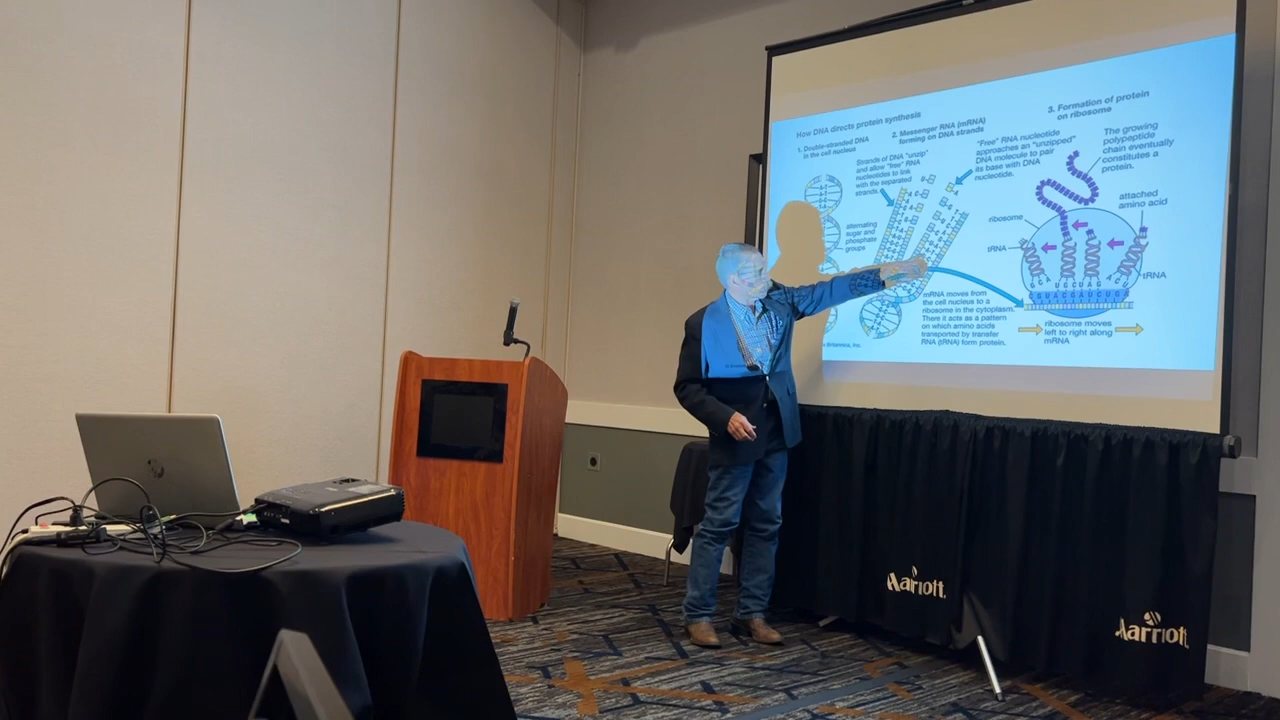 How DNA directs protein synthesis
1. Double-stranded DNA
in the cell nucleus
2. Messenger RNA (mRNA)
forming on DNA strands
3. Formation of protein
on ribosome
Strands of DNA "unzip"
and allow "free" RNA
nucleotides to link
with the separated
strands.
"Free" RNA nucleotide
approaches an "unzipped"
DNA molecule to pair
its base with DNA
nucleotide.
The growing
polypeptide
chain eventually
constitutes a
protein.
alternating
sugar and
phosphate
groups
attached
amino acid
ribosome
tRNA
tRNA
mRNA moves from
the cell nucleus to a
ribosome in the cytoplasm.
There it acts as a pattern
on which amino acids
transported by transfer
RNA (tRNA) form protein.
ribosome moves
left to right along
mRNA
Britannica, Inc.
hp
Marriott
Marriott